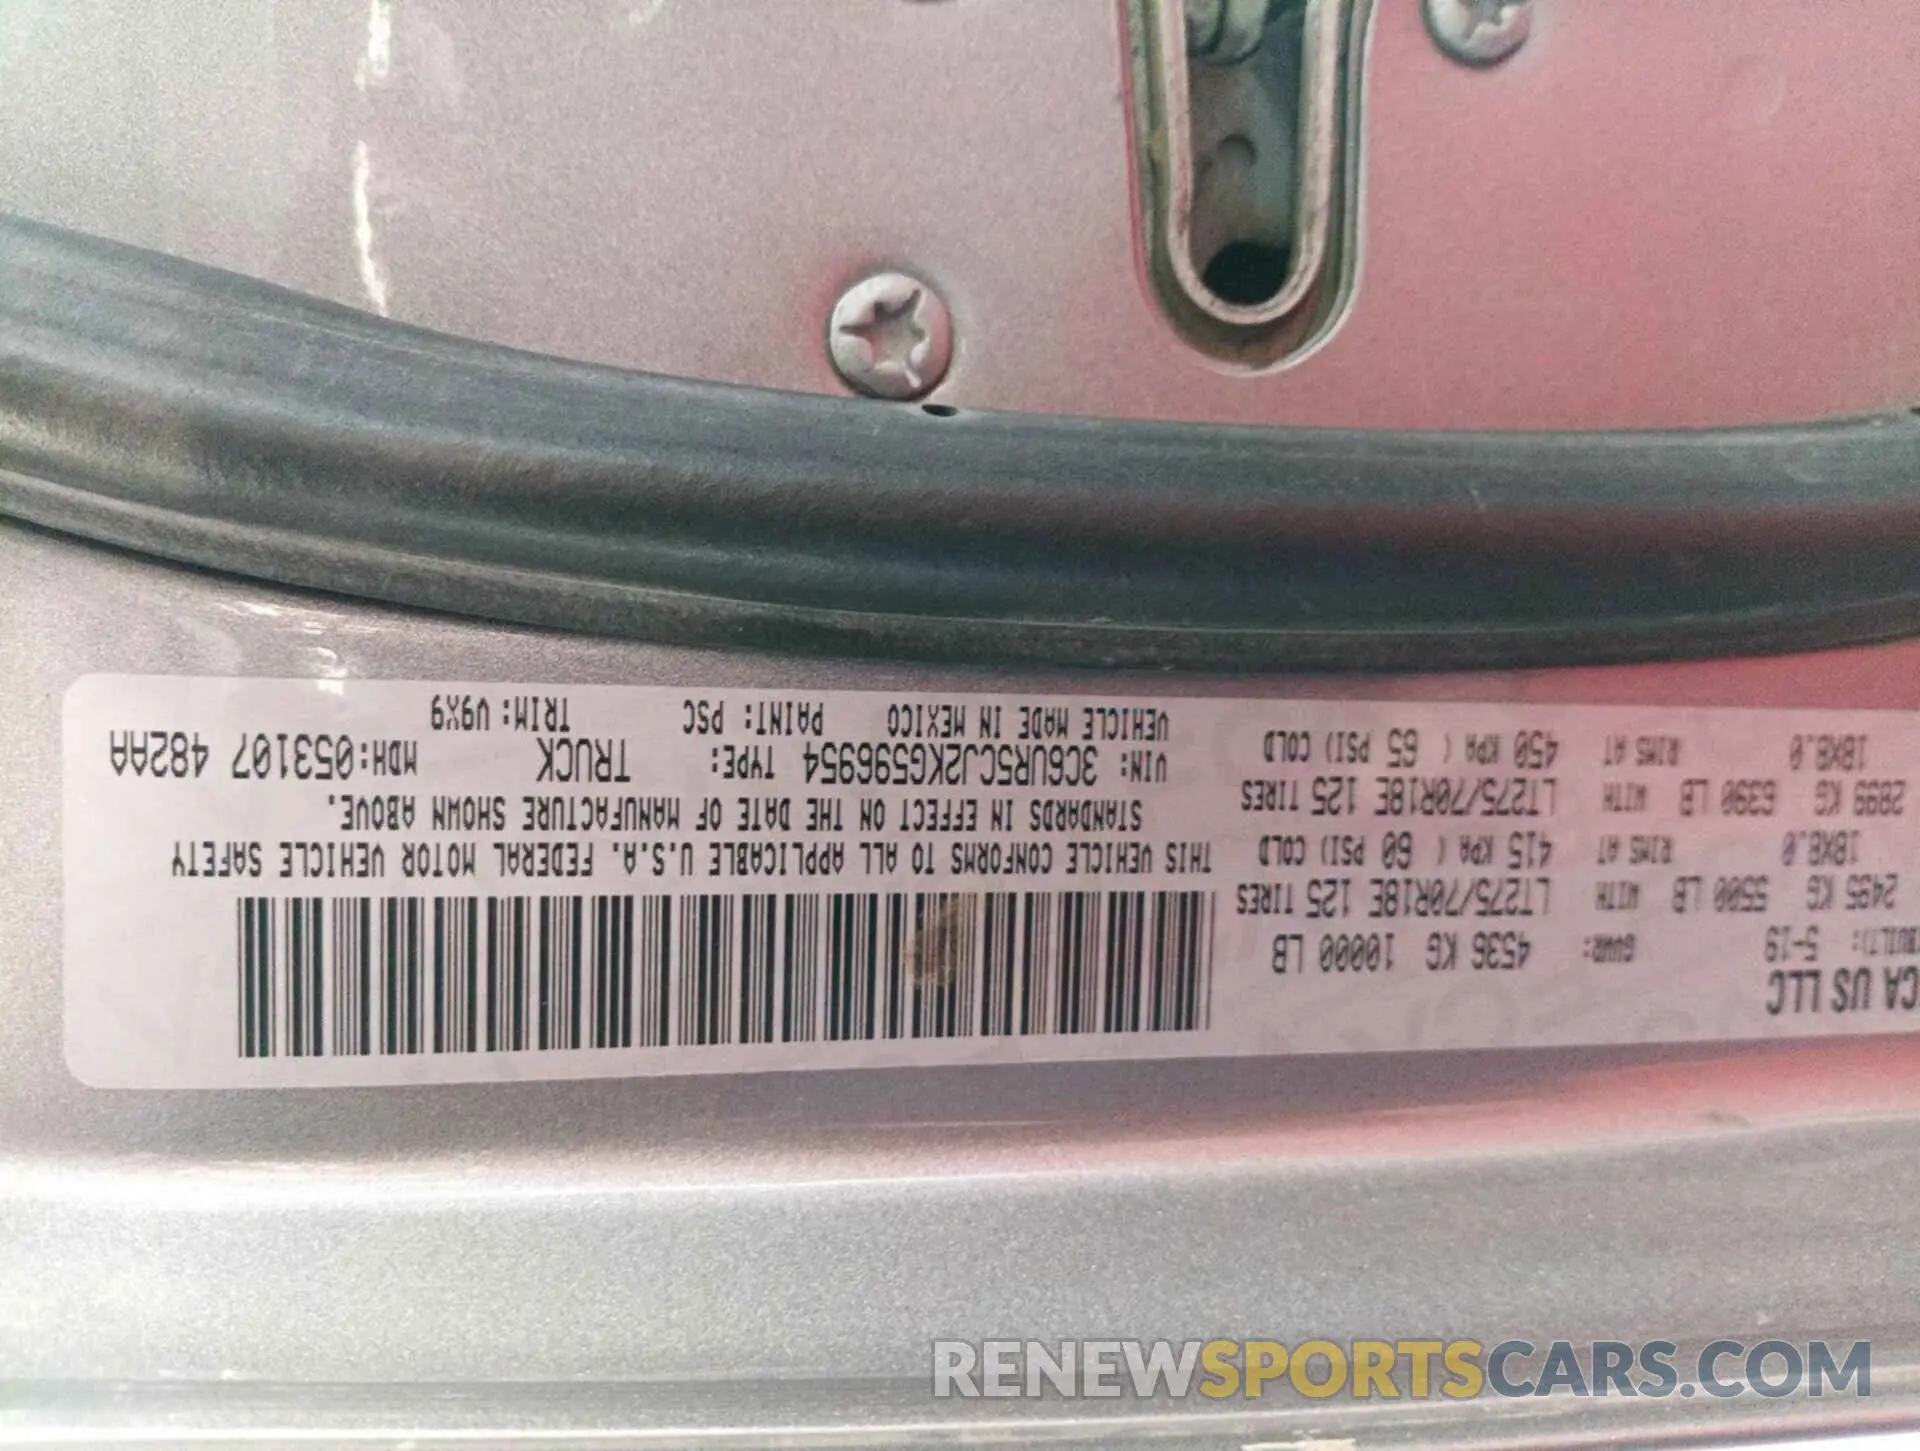 CA US LLC
BUILT): 5-19 GVWR: 4536 KG 10000 LB
2495 KG 5500 LB WITH LT275/70R18E 125 TIRES
18X8.0 RIMS AT 415 KPA ( 60 PSI) COLD
2899 KG 6390 LB WITH LT275/70R18E 125 TIRES
18X8.0 RIMS AT 450 KPA ( 65 PSI) COLD
THIS VEHICLE CONFORMS TO ALL APPLICABLE U.S.A. FEDERAL MOTOR VEHICLE SAFETY
STANDARDS IN EFFECT ON THE DATE OF MANUFACTURE SHOWN ABOVE.
VIN: 3C6UR5CJ2KG596954 TYPE: TRUCK MDH:053107 482AA
VEHICLE MADE IN MEXICO PAINT: PSC TRIM: V9X9
RENEWSPORTSCARS.COM